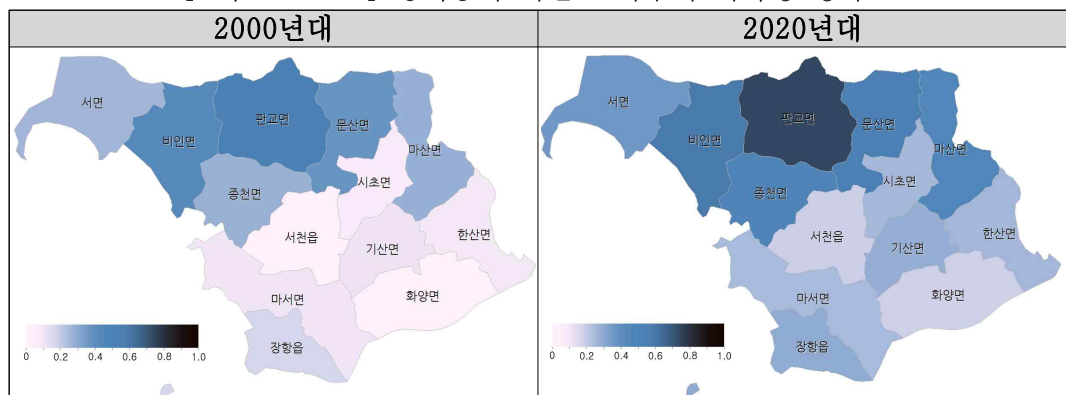 2000년대
2020년대
서면
비인면
판교면
문산면
마산면
종천면
시초면
서천읍
기산면
한산면
마서면
화양면
장항읍
0 0.2 0.4 0.6 0.8 1.0
서면
비인면
판교면
문산면
마산면
종천면
시초면
서천읍
기산면
한산면
마서면
화양면
장항읍
0 0.2 0.4 0.6 0.8 1.0